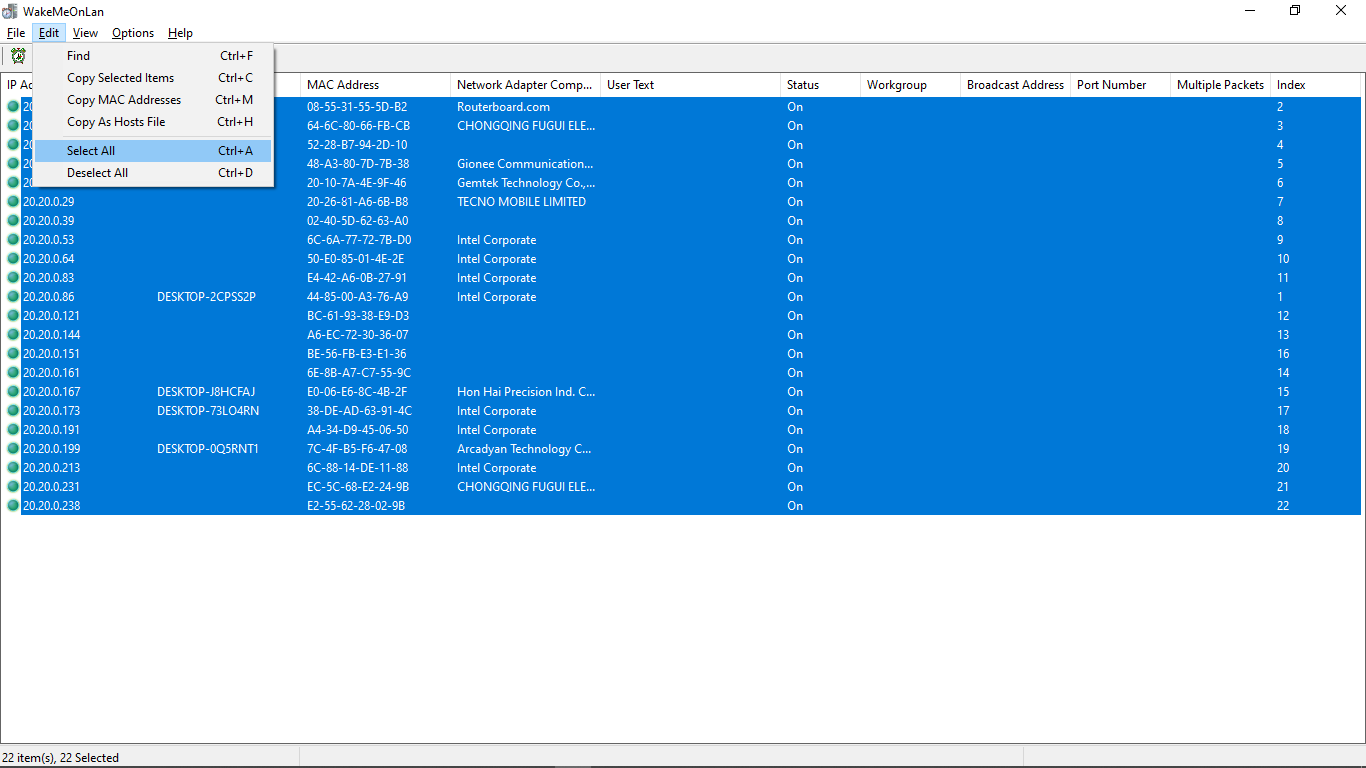 WakeMeOnLan
File Edit View Options Help
Find Ctrl+F
Copy Selected Items Ctrl+C
Copy MAC Addresses Ctrl+M
Copy As Hosts File Ctrl+H
Select All Ctrl+A
Deselect All Ctrl+D
IP Ad MAC Address Network Adapter Comp... User Text Status Workgroup Broadcast Address Port Number Multiple Packets Index
20 08-55-31-55-5D-B2 Routerboard.com On 2
20 64-6C-80-66-FB-CB CHONGQING FUGUI ELE... On 3
20 52-28-B7-94-2D-10 On 4
20 48-A3-80-7D-7B-38 Gionee Communication... On 5
20 20-10-7A-4E-9F-46 Gemtek Technology Co.,... On 6
20.20.0.29 20-26-81-A6-6B-B8 TECNO MOBILE LIMITED On 7
20.20.0.39 02-40-5D-62-63-A0 On 8
20.20.0.53 6C-6A-77-72-7B-D0 Intel Corporate On 9
20.20.0.64 50-E0-85-01-4E-2E Intel Corporate On 10
20.20.0.83 E4-42-A6-0B-27-91 Intel Corporate On 11
20.20.0.86 DESKTOP-2CPSS2P 44-85-00-A3-76-A9 Intel Corporate On 1
20.20.0.121 BC-61-93-38-E9-D3 On 12
20.20.0.144 A6-EC-72-30-36-07 On 13
20.20.0.151 BE-56-FB-E3-E1-36 On 16
20.20.0.161 6E-8B-A7-C7-55-9C On 14
20.20.0.167 DESKTOP-J8HCFAJ E0-06-E6-8C-4B-2F Hon Hai Precision Ind. C... On 15
20.20.0.173 DESKTOP-73LO4RN 38-DE-AD-63-91-4C Intel Corporate On 17
20.20.0.191 A4-34-D9-45-06-50 Intel Corporate On 18
20.20.0.199 DESKTOP-0Q5RNT1 7C-4F-B5-F6-47-08 Arcadyan Technology C... On 19
20.20.0.213 6C-88-14-DE-11-88 Intel Corporate On 20
20.20.0.231 EC-5C-68-E2-24-9B CHONGQING FUGUI ELE... On 21
20.20.0.238 E2-55-62-28-02-9B On 22
22 item(s), 22 Selected